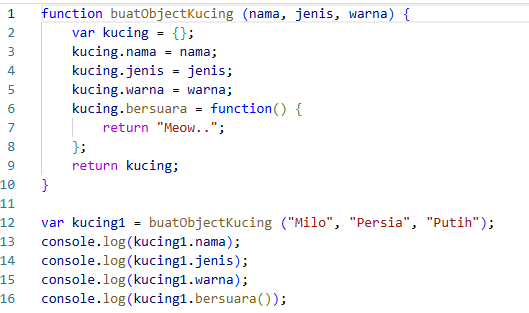 1 function buatObjectKucing (nama, jenis, warna) {
2 var kucing = {};
3 kucing.nama = nama;
4 kucing.jenis = jenis;
5 kucing.warna = warna;
6 kucing.bersuara = function() {
7 return "Meow..";
8 };
9 return kucing;
10 }
11
12 var kucing1 = buatObjectKucing ("Milo", "Persia", "Putih");
13 console.log(kucing1.nama);
14 console.log(kucing1.jenis);
15 console.log(kucing1.warna);
16 console.log(kucing1.bersuara());